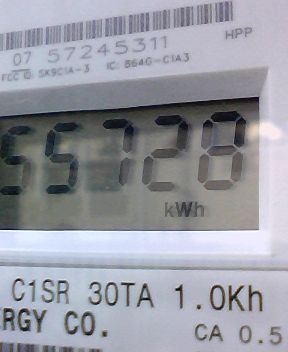 HPP
07 57245311
FCC ID: SK9C1A-3 IC: 864G-C1A3
55728
kWh
C1SR 30TA 1.0Kh
ERGY CO.
CA 0.5